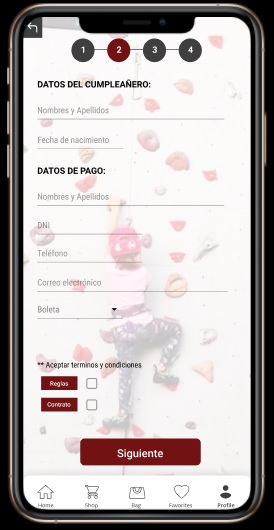 1 2 3 4
DATOS DEL CUMPLEAÑERO:
Nombres y Apellidos
Fecha de nacimiento
DATOS DE PAGO:
Nombres y Apellidos
DNI
Teléfono
Correo electrónico
Boleta
** Aceptar terminos y condiciones
Reglas
Contrato
Siguiente
Home Shop Bag Favorites Profile